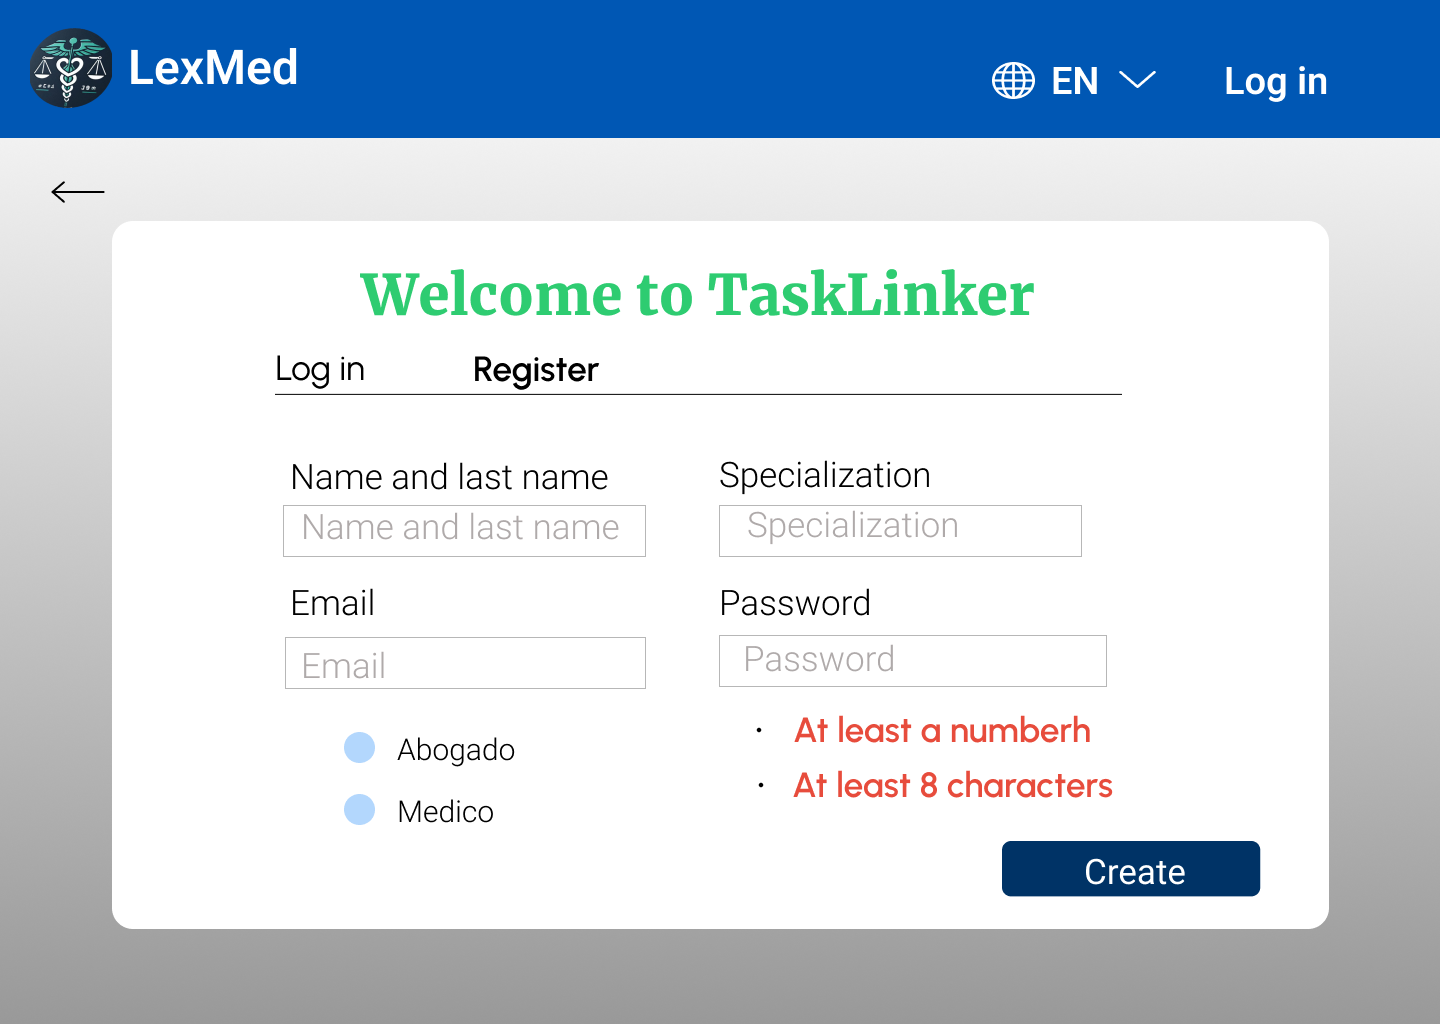 LexMed
EN
Log in
Welcome to TaskLinker
Log in
Register
Name and last name
Name and last name
Specialization
Specialization
Email
Email
Password
Password
Abogado
Medico
· At least a numberh
· At least 8 characters
Create